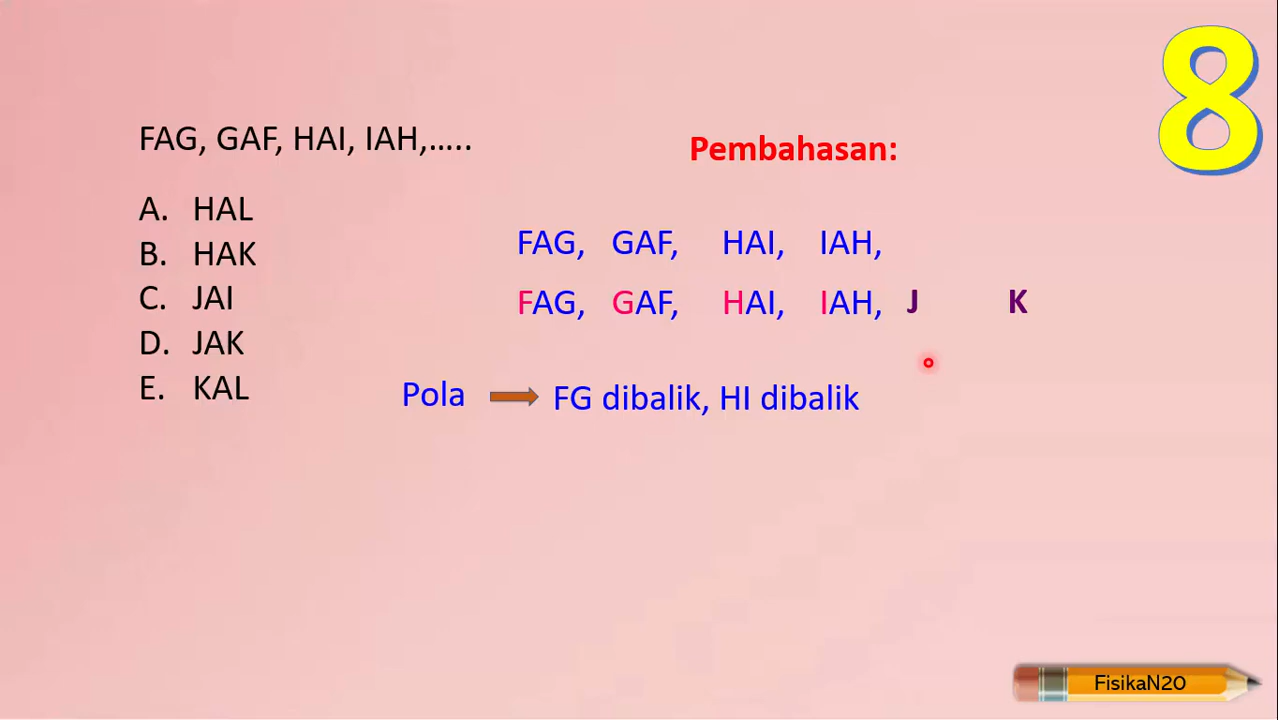 8
FAG, GAF, HAI, IAH,.....
A. HAL
B. HAK
C. JAI
D. JAK
E. KAL
Pembahasan:
FAG, GAF, HAI, IAH,
FAG, GAF, HAI, IAH, J K
Pola FG dibalik, HI dibalik
FisikaN20